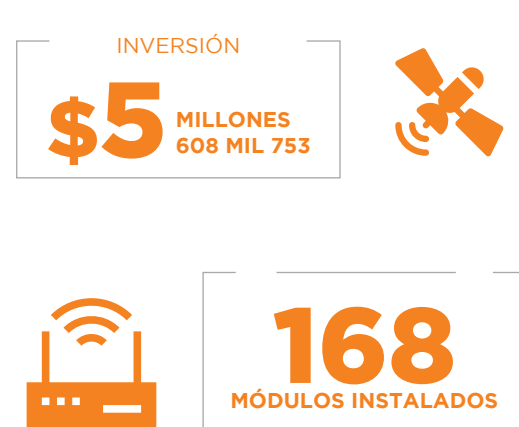 INVERSIÓN
$5 MILLONES
608 MIL 753
168
MÓDULOS INSTALADOS